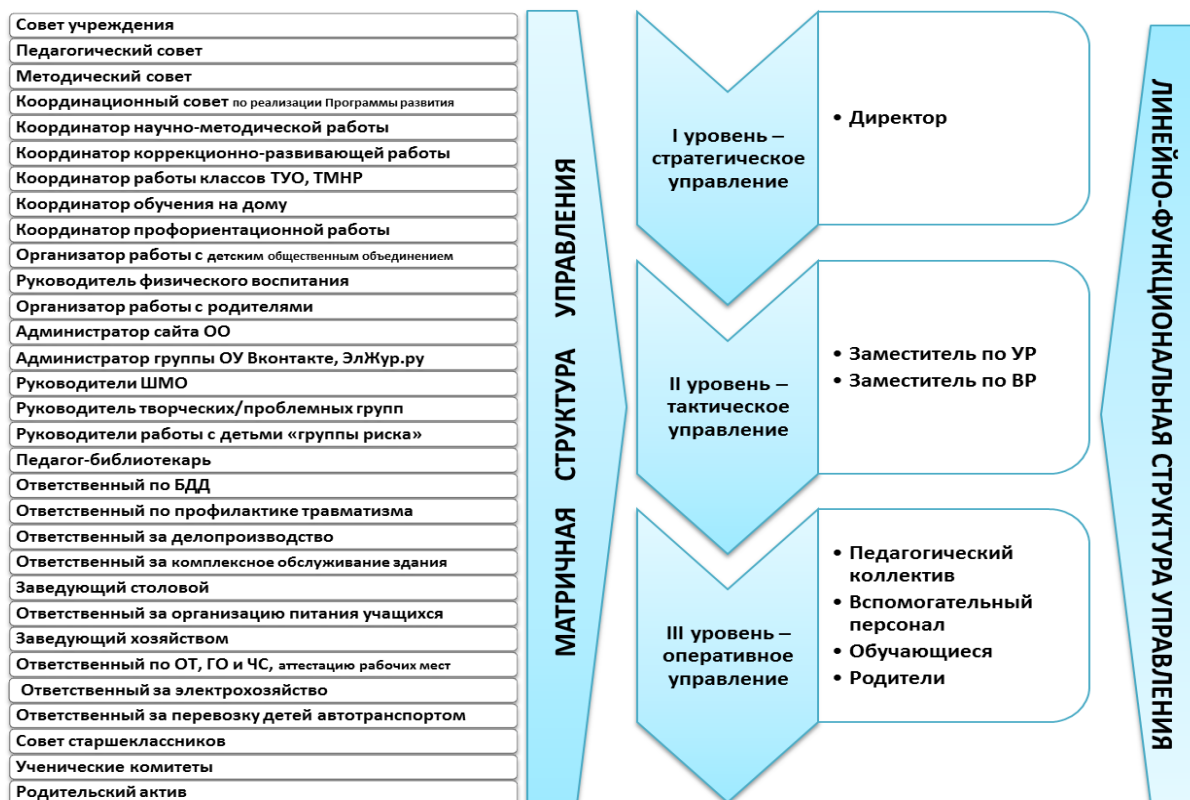 Совет учреждения
Педагогический совет
Методический совет
Координационный совет по реализации Программы развития
Координатор научно-методической работы
Координатор коррекционно-развивающей работы
Координатор работы классов ТУО, ТМНР
Координатор обучения на дому
Координатор профориентационной работы
Организатор работы с детским общественным объединением
Руководитель физического воспитания
Организатор работы с родителями
Администратор сайта ОО
Администратор группы ОУ Вконтакте, ЭлЖур.ру
Руководители ШМО
Руководитель творческих/проблемных групп
Руководители работы с детьми «группы риска»
Педагог-библиотекарь
Ответственный по БДД
Ответственный по профилактике травматизма
Ответственный за делопроизводство
Ответственный за комплексное обслуживание здания
Заведующий столовой
Ответственный за организацию питания учащихся
Заведующий хозяйством
Ответственный по ОТ, ГО и ЧС, аттестацию рабочих мест
Ответственный за электрохозяйство
Ответственный за перевозку детей автотранспортом
Совет старшеклассников
Ученические комитеты
Родительский актив
МАТРИЧНАЯ СТРУКТУРА УПРАВЛЕНИЯ
I уровень –
стратегическое
управление
• Директор
II уровень –
тактическое
управление
• Заместитель по УР
• Заместитель по ВР
III уровень –
оперативное
управление
• Педагогический
коллектив
• Вспомогательный
персонал
• Обучающиеся
• Родители
ЛИНЕЙНО-ФУНКЦИОНАЛЬНАЯ СТРУКТУРА УПРАВЛЕНИЯ